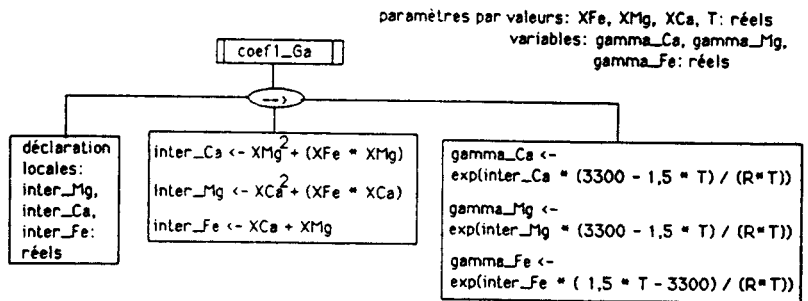 paramètres par valeurs: XFe, XMg, XCa, T: réels
variables: gamma_Ca, gamma_Mg,
gamma_Fe: réels
coef1_Ga
-->
déclaration
locales:
inter_Mg,
inter_Ca,
inter_Fe:
réels
inter_Ca <- XMg² + (XFe * XMg)
inter_Mg <- XCa² + (XFe * XCa)
inter_Fe <- XCa + XMg
gamma_Ca <-
exp(inter_Ca * (3300 - 1,5 * T) / (R*T))
gamma_Mg <-
exp(inter_Mg * (3300 - 1,5 * T) / (R*T))
gamma_Fe <-
exp(inter_Fe * ( 1,5 * T - 3300) / (R*T))